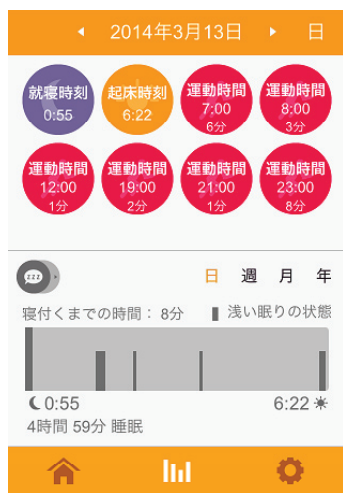 2014年3月13日 日
就寝時刻
0:55
起床時刻
6:22
運動時間
7:00
6分
運動時間
8:00
3分
運動時間
12:00
1分
運動時間
19:00
2分
運動時間
21:00
1分
運動時間
23:00
8分
zzz
日 週 月 年
寝付くまでの時間： 8分 浅い眠りの状態
0:55 6:22
4時間 59分 睡眠